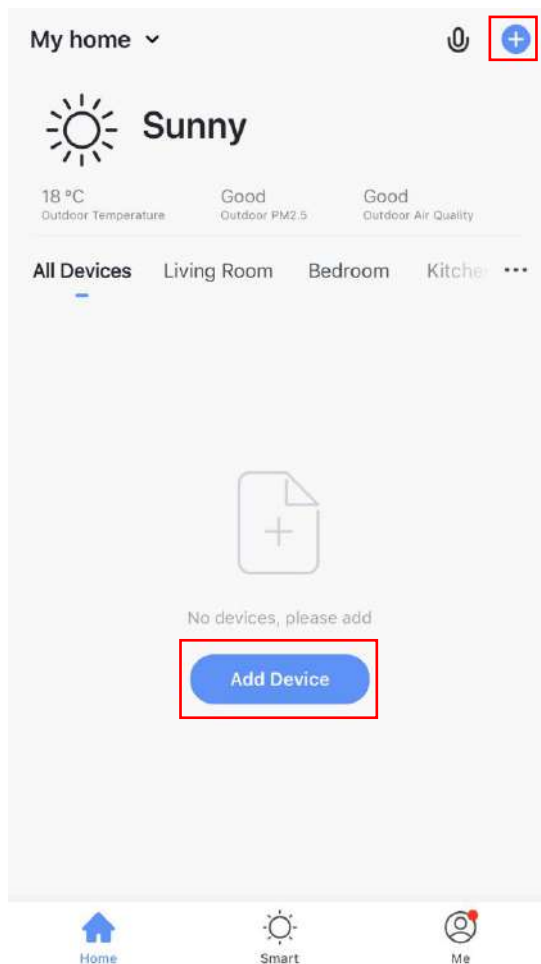 My home
Sunny
18 °C Good Good
Outdoor Temperature Outdoor PM2.5 Outdoor Air Quality
All Devices Living Room Bedroom Kitche
No devices, please add
Add Device
Home Smart Me